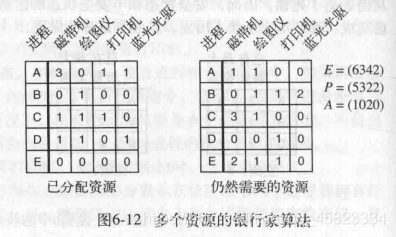 进程 磁带机 绘图仪 打印机 蓝光光驱
A 3 0 1 1
B 0 1 0 0
C 1 1 1 0
D 1 1 0 1
E 0 0 0 0
已分配资源
进程 磁带机 绘图仪 打印机 蓝光光驱
A 1 1 0 0
B 0 1 1 2
C 3 1 0 0
D 0 0 1 0
E 2 1 1 0
仍然需要的资源
E = (6342)
P = (5322)
A = (1020)
图6-12 多个资源的银行家算法